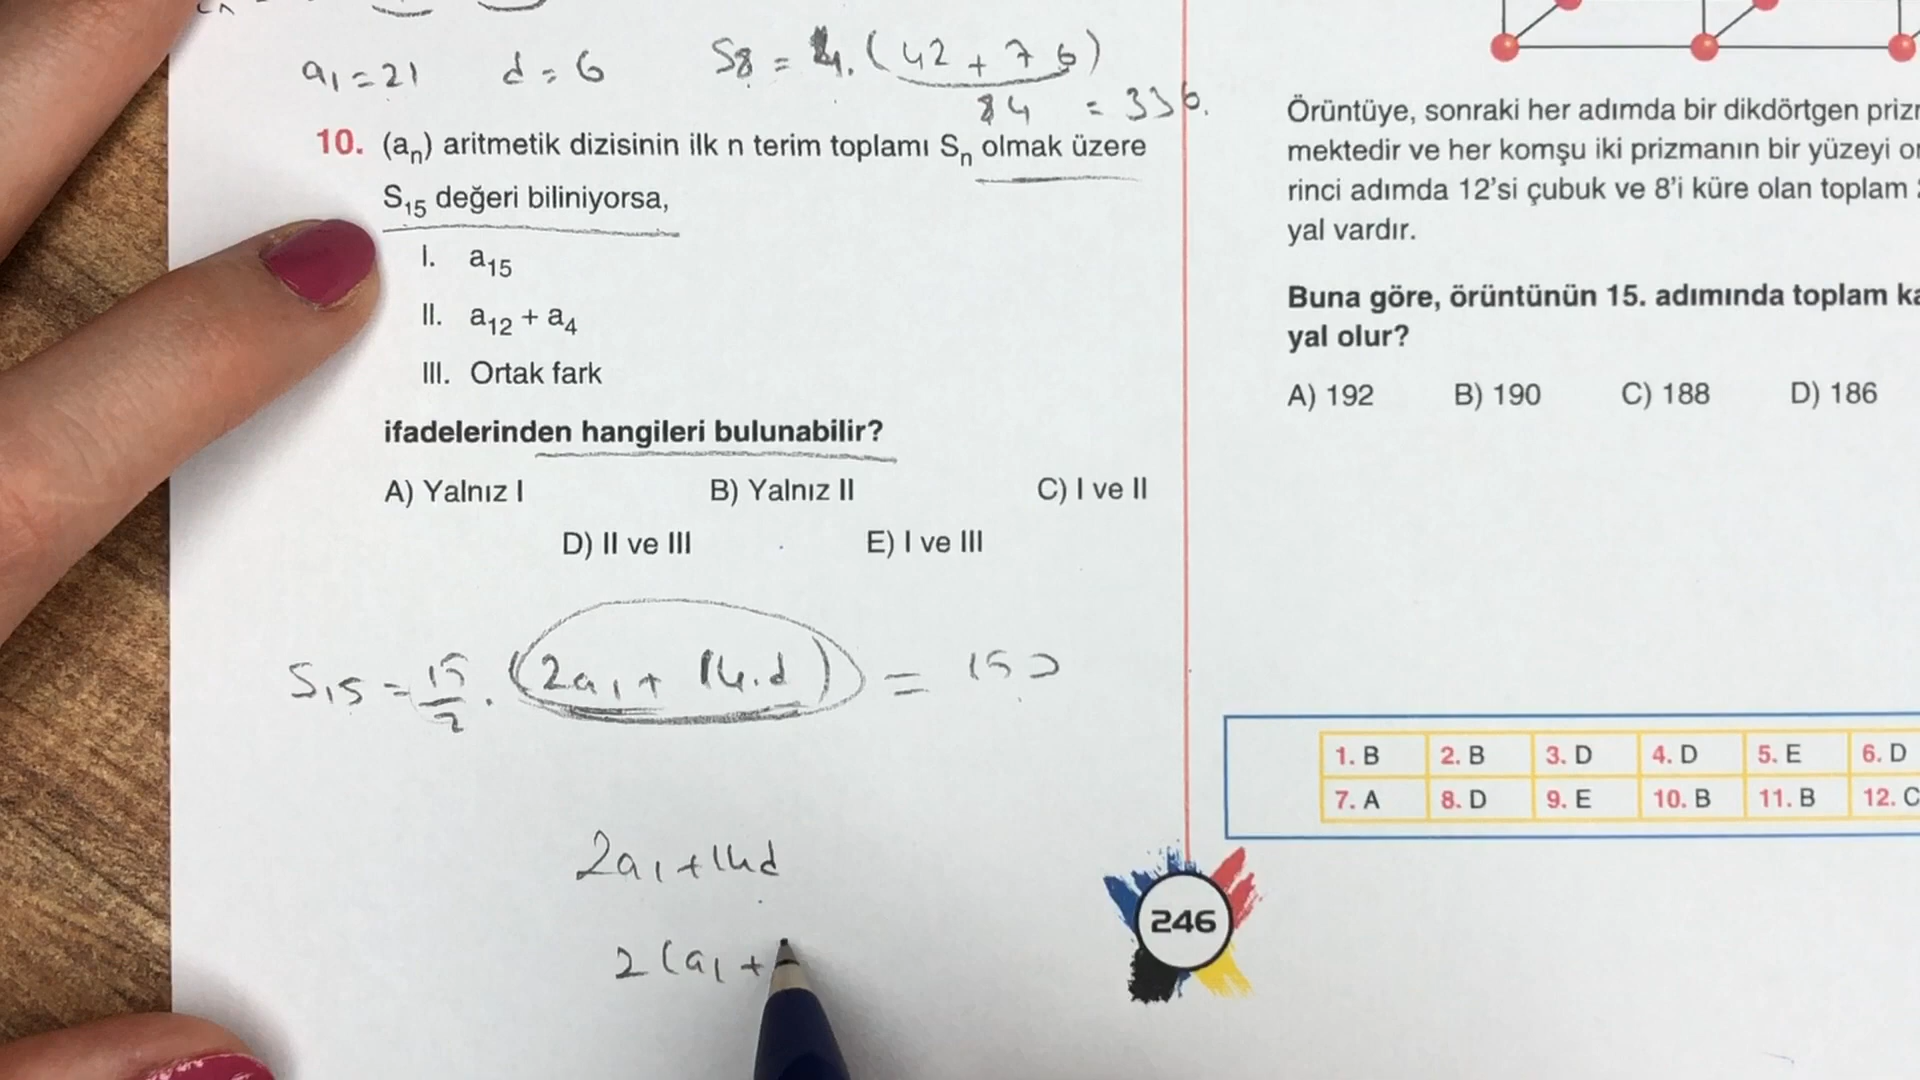 a₁ = 21 d = 6 S8 = 4. (42 + 7 6)
84 = 336.
10. (aₙ) aritmetik dizisinin ilk n terim toplamı Sₙ olmak üzere
S₁₅ değeri biliniyorsa,
I. a₁₅
II. a₁₂ + a₄
III. Ortak fark
ifadelerinden hangileri bulunabilir?
A) Yalnız I B) Yalnız II C) I ve II
D) II ve III E) I ve III
S₁₅ = 15/2 . (2a₁ + 14.d) = 150
2a₁ + 14d
2 (a₁ +
Örüntüye, sonraki her adımda bir dikdörtgen
mektedir ve her komşu iki prizmanın bir yüzeyi
rinci adımda 12'si çubuk ve 8'i küre olan toplam
yal vardır.
Buna göre, örüntünün 15. adımında toplam
yal olur?
A) 192 B) 190 C) 188 D) 186
1. B 2. B 3. D 4. D 5. E 6. D
7. A 8. D 9. E 10. B 11. B 12. C
246